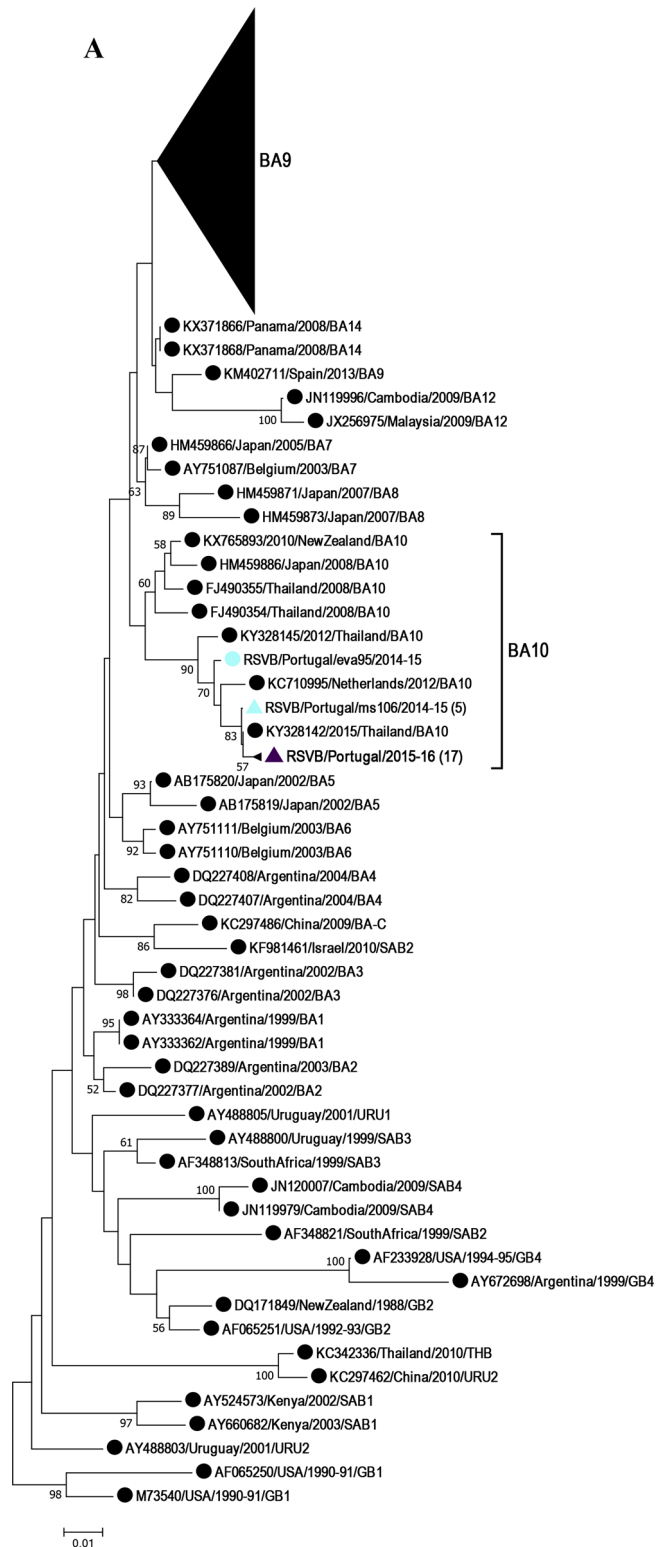 A
BA9
KX371866/Panama/2008/BA14
KX371868/Panama/2008/BA14
KM402711/Spain/2013/BA9
JN119996/Cambodia/2009/BA12
100
JX256975/Malaysia/2009/BA12
87
HM459866/Japan/2005/BA7
AY751087/Belgium/2003/BA7
63
HM459871/Japan/2007/BA8
89
HM459873/Japan/2007/BA8
58
KX765893/2010/NewZealand/BA10
HM459886/Japan/2008/BA10
60
FJ490355/Thailand/2008/BA10
FJ490354/Thailand/2008/BA10
KY328145/2012/Thailand/BA10
BA10
90
RSVB/Portugal/eva95/2014-15
70
KC710995/Netherlands/2012/BA10
RSVB/Portugal/ms106/2014-15 (5)
83
KY328142/2015/Thailand/BA10
57
RSVB/Portugal/2015-16 (17)
93
AB175820/Japan/2002/BA5
AB175819/Japan/2002/BA5
AY751111/Belgium/2003/BA6
92
AY751110/Belgium/2003/BA6
DQ227408/Argentina/2004/BA4
82
DQ227407/Argentina/2004/BA4
KC297486/China/2009/BA-C
86
KF981461/Israel/2010/SAB2
DQ227381/Argentina/2002/BA3
98
DQ227376/Argentina/2002/BA3
95
AY333364/Argentina/1999/BA1
AY333362/Argentina/1999/BA1
DQ227389/Argentina/2003/BA2
52
DQ227377/Argentina/2002/BA2
AY488805/Uruguay/2001/URU1
61
AY488800/Uruguay/1999/SAB3
AF348813/SouthAfrica/1999/SAB3
100
JN120007/Cambodia/2009/SAB4
JN119979/Cambodia/2009/SAB4
AF348821/SouthAfrica/1999/SAB2
100
AF233928/USA/1994-95/GB4
AY672698/Argentina/1999/GB4
DQ171849/NewZealand/1988/GB2
56
AF065251/USA/1992-93/GB2
KC342336/Thailand/2010/THB
100
KC297462/China/2010/URU2
AY524573/Kenya/2002/SAB1
97
AY660682/Kenya/2003/SAB1
AY488803/Uruguay/2001/URU2
AF065250/USA/1990-91/GB1
98
M73540/USA/1990-91/GB1
0.01